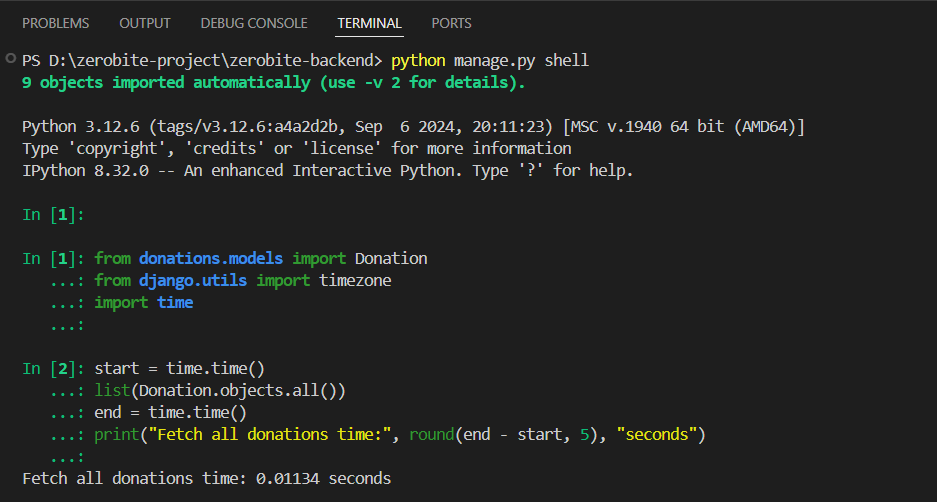 PROBLEMS OUTPUT DEBUG CONSOLE TERMINAL PORTS
PS D:\zerobite-project\zerobite-backend> python manage.py shell
9 objects imported automatically (use -v 2 for details).
Python 3.12.6 (tags/v3.12.6:a4a2d2b, Sep  6 2024, 20:11:23) [MSC v.1940 64 bit (AMD64)]
Type 'copyright', 'credits' or 'license' for more information
IPython 8.32.0 -- An enhanced Interactive Python. Type '?' for help.
In [1]:
In [1]: from donations.models import Donation
   ...: from django.utils import timezone
   ...: import time
   ...:
In [2]: start = time.time()
   ...: list(Donation.objects.all())
   ...: end = time.time()
   ...: print("Fetch all donations time:", round(end - start, 5), "seconds")
   ...:
Fetch all donations time: 0.01134 seconds